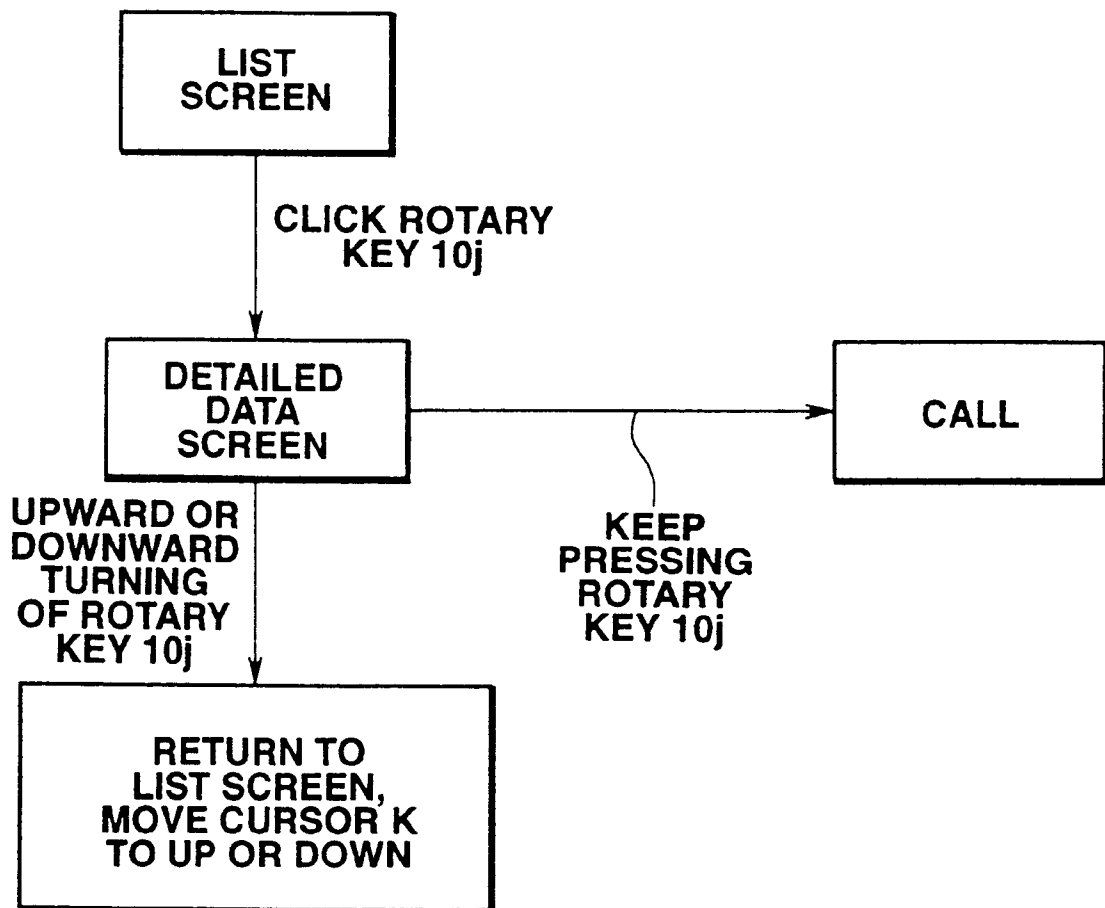 LIST
SCREEN
CLICK ROTARY
KEY 10j
DETAILED
DATA
SCREEN
CALL
UPWARD OR
DOWNWARD
TURNING
OF ROTARY
KEY 10j
KEEP
PRESSING
ROTARY
KEY 10j
RETURN TO
LIST SCREEN,
MOVE CURSOR K
TO UP OR DOWN